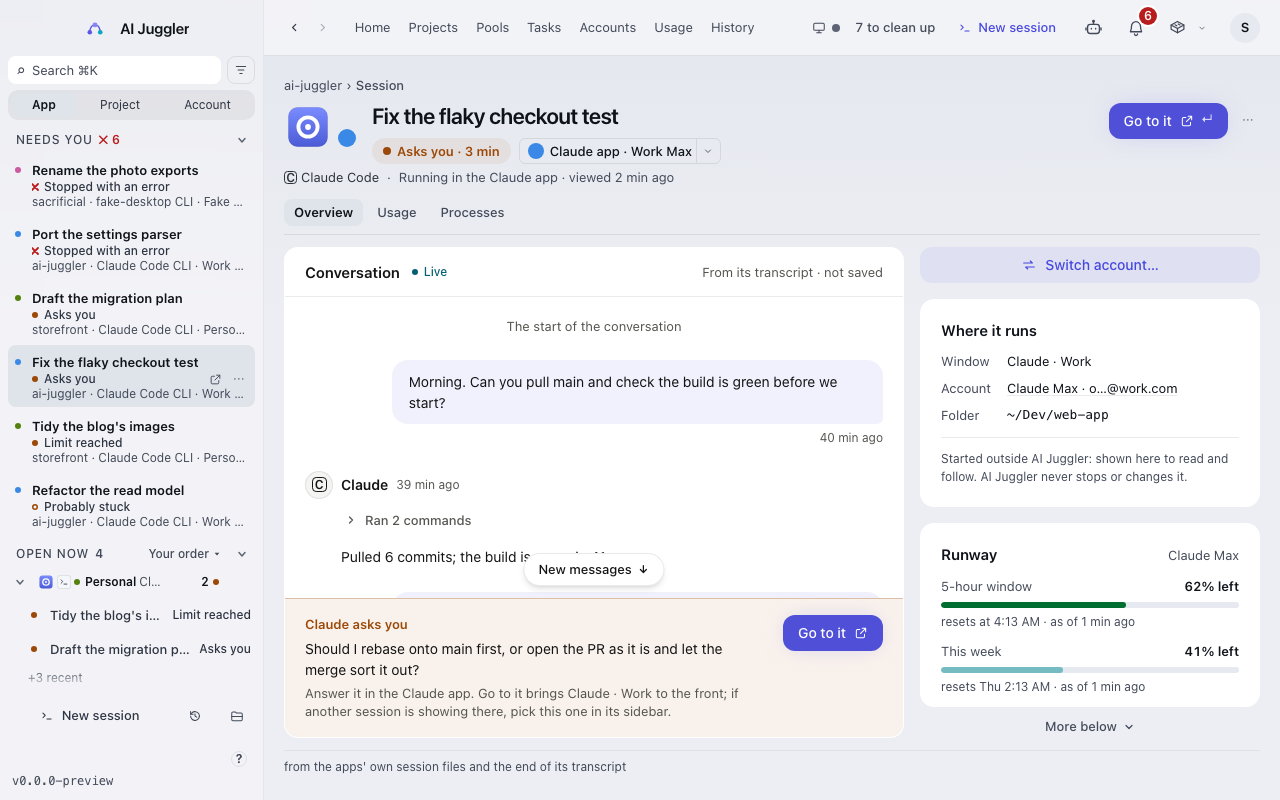 AI Juggler
Search ⌘K
App Project Account
NEEDS YOU 6
Rename the photo exports
Stopped with an error
sacrificial · fake-desktop CLI · Fake ...
Port the settings parser
Stopped with an error
ai-juggler · Claude Code CLI · Work ...
Draft the migration plan
Asks you
storefront · Claude Code CLI · Perso...
Fix the flaky checkout test
Asks you
ai-juggler · Claude Code CLI · Work ...
Tidy the blog's images
Limit reached
storefront · Claude Code CLI · Perso...
Refactor the read model
Probably stuck
ai-juggler · Claude Code CLI · Work ...
OPEN NOW 4 Your order
Personal Cl... 2
Tidy the blog's i... Limit reached
Draft the migration p... Asks you
+3 recent
New session
?
v0.0.0-preview
Home Projects Pools Tasks Accounts Usage History 7 to clean up New session 6 S
ai-juggler › Session
Fix the flaky checkout test
Asks you · 3 min Claude app · Work Max
Go to it
Claude Code · Running in the Claude app · viewed 2 min ago
Overview Usage Processes
Conversation Live From its transcript · not saved
The start of the conversation
Morning. Can you pull main and check the build is green before we
start?
40 min ago
Claude 39 min ago
Ran 2 commands
Pulled 6 commits; the build is
New messages
Claude asks you
Should I rebase onto main first, or open the PR as it is and let the
merge sort it out?
Answer it in the Claude app. Go to it brings Claude · Work to the front; if
another session is showing there, pick this one in its sidebar.
Go to it
Switch account...
Where it runs
Window Claude · Work
Account Claude Max · o...@work.com
Folder ~/Dev/web-app
Started outside AI Juggler: shown here to read and
follow. AI Juggler never stops or changes it.
Runway Claude Max
5-hour window 62% left
resets at 4:13 AM · as of 1 min ago
This week 41% left
resets Thu 2:13 AM · as of 1 min ago
More below
from the apps' own session files and the end of its transcript